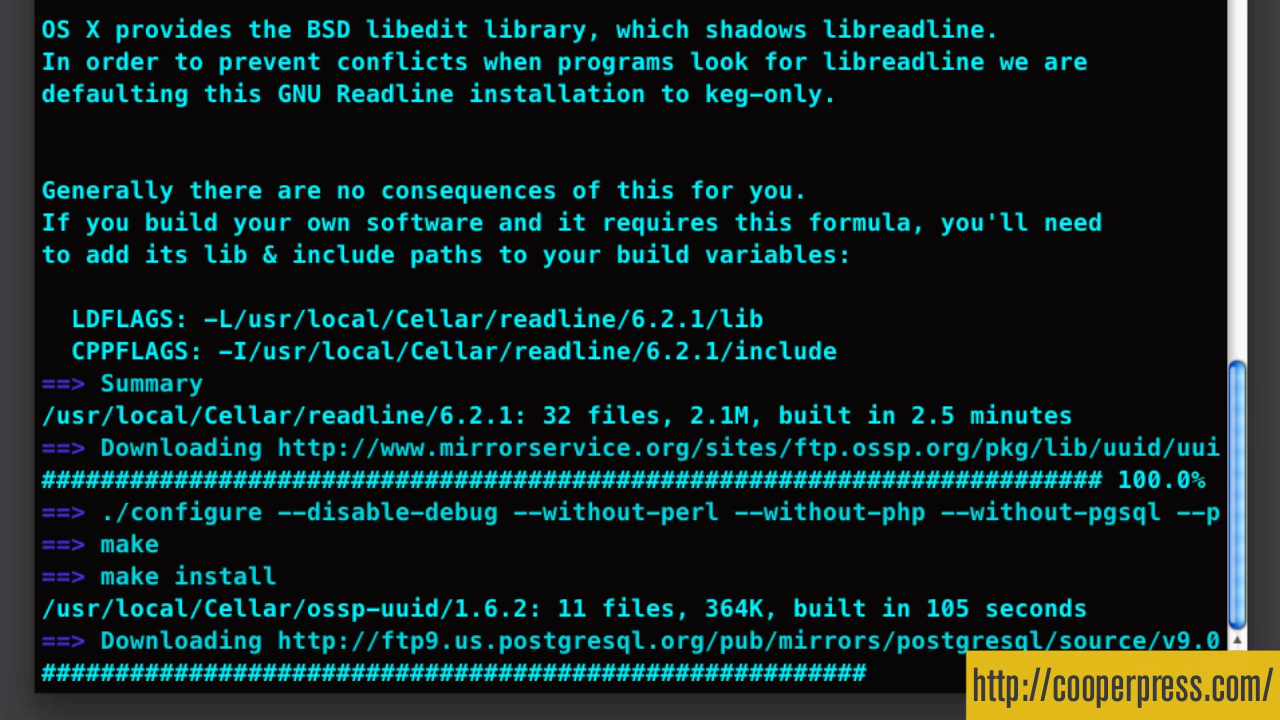 OS X provides the BSD libedit library, which shadows libreadline.
In order to prevent conflicts when programs look for libreadline we are
defaulting this GNU Readline installation to keg-only.
Generally there are no consequences of this for you.
If you build your own software and it requires this formula, you'll need
to add its lib & include paths to your build variables:
LDFLAGS: -L/usr/local/Cellar/readline/6.2.1/lib
CPPFLAGS: -I/usr/local/Cellar/readline/6.2.1/include
==> Summary
/usr/local/Cellar/readline/6.2.1: 32 files, 2.1M, built in 2.5 minutes
==> Downloading http://www.mirrorservice.org/sites/ftp.ossp.org/pkg/lib/uuid/uui
######################################################################## 100.0%
==> ./configure --disable-debug --without-perl --without-php --without-pgsql --p
==> make
==> make install
/usr/local/Cellar/ossp-uuid/1.6.2: 11 files, 364K, built in 105 seconds
==> Downloading http://ftp9.us.postgresql.org/pub/mirrors/postgresql/source/v9.0
########################################################
http://cooperpress.com/